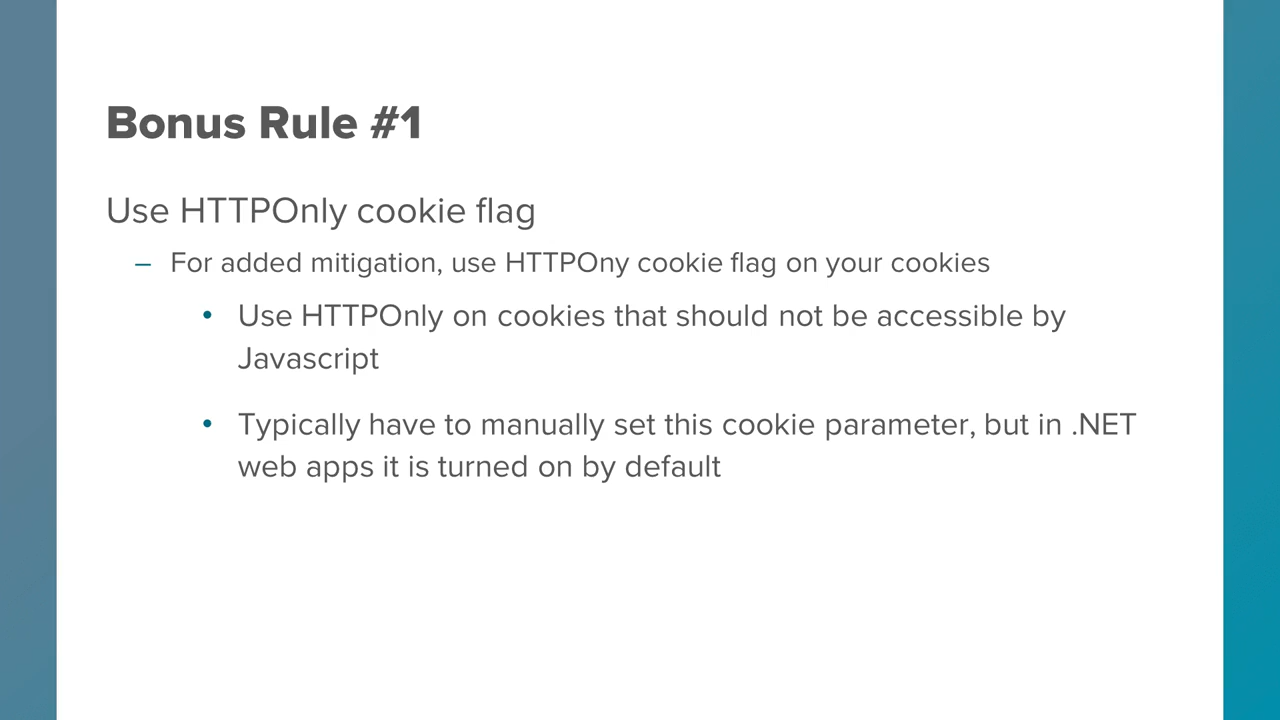 Bonus Rule #1
Use HTTPOnly cookie flag
– For added mitigation, use HTTPOny cookie flag on your cookies
• Use HTTPOnly on cookies that should not be accessible by
Javascript
• Typically have to manually set this cookie parameter, but in .NET
web apps it is turned on by default